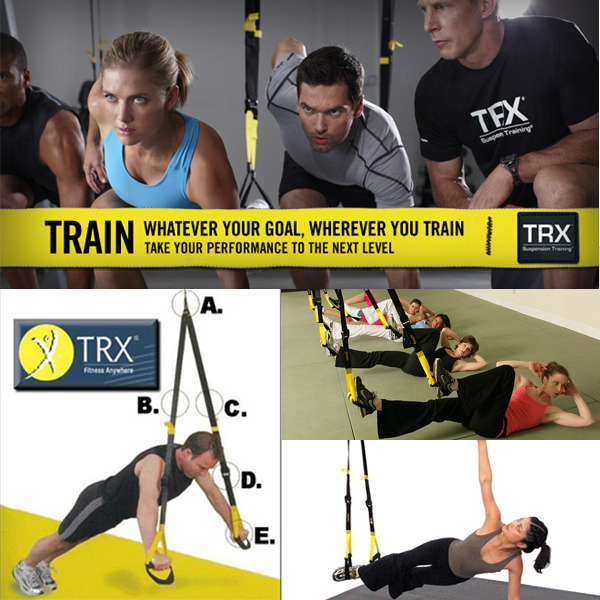 TRX
Suspension Training®
TRAIN WHATEVER YOUR GOAL, WHEREVER YOU TRAIN
TAKE YOUR PERFORMANCE TO THE NEXT LEVEL
TRX
Suspension Training®
TRX®
Fitness Anywhere
A.
B.
C.
D.
E.